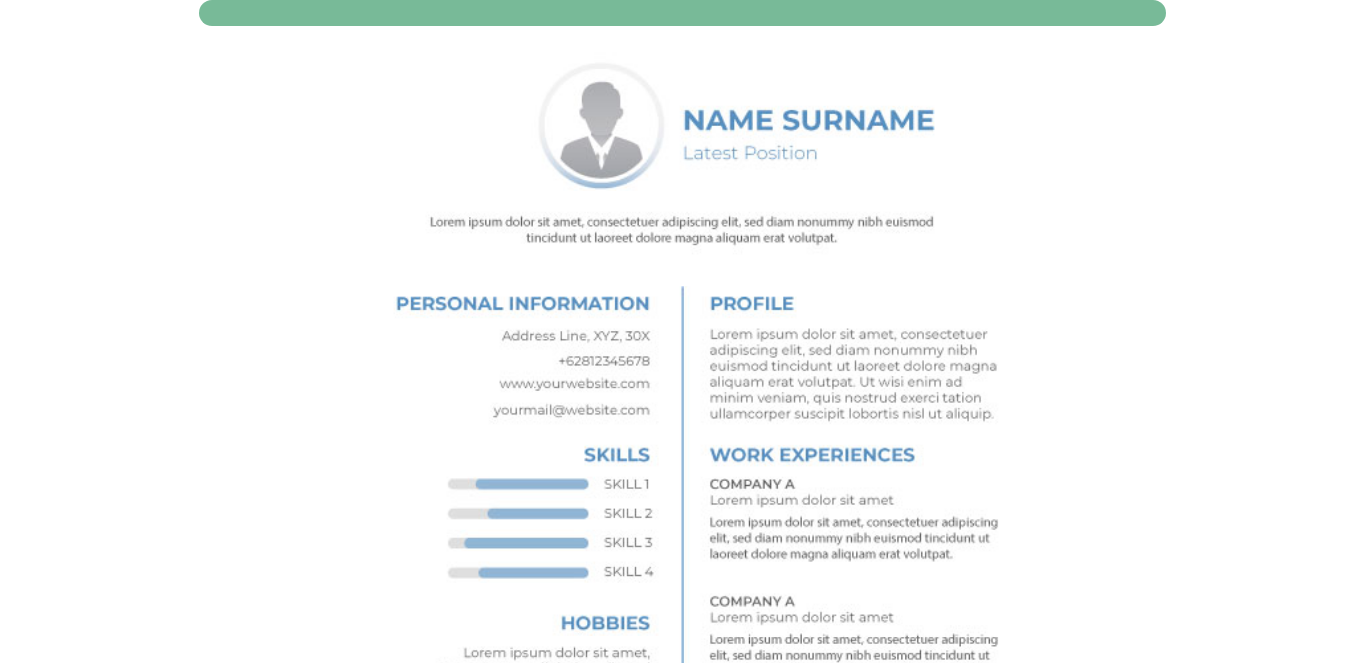 NAME SURNAME
Latest Position
Lorem ipsum dolor sit amet, consectetuer adipiscing elit, sed diam nonummy nibh euismod
tincidunt ut laoreet dolore magna aliquam erat volutpat.
PERSONAL INFORMATION
Address Line, XYZ, 30X
+62812345678
www.yourwebsite.com
yourmail@website.com
SKILLS
SKILL 1
SKILL 2
SKILL 3
SKILL 4
HOBBIES
Lorem ipsum dolor sit amet,
PROFILE
Lorem ipsum dolor sit amet, consectetuer
adipiscing elit, sed diam nonummy nibh
euismod tincidunt ut laoreet dolore magna
aliquam erat volutpat. Ut wisi enim ad
minim veniam, quis nostrud exerci tation
ullamcorper suscipit lobortis nisl ut aliquip.
WORK EXPERIENCES
COMPANY A
Lorem ipsum dolor sit amet
Lorem ipsum dolor sit amet, consectetuer adipiscing
elit, sed diam nonummy nibh euismod tincidunt ut
laoreet dolore magna aliquam erat volutpat.
COMPANY A
Lorem ipsum dolor sit amet
Lorem ipsum dolor sit amet, consectetuer adipiscing
elit, sed diam nonummy nibh euismod tincidunt ut